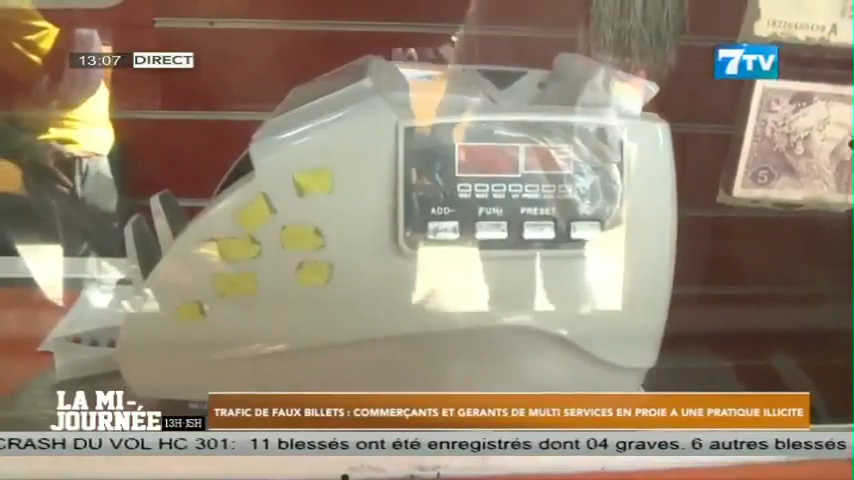 13:07 DIRECT
7TV
5
ADD
FUN
PRESET
LA MI-
JOURNÉE 13H-15H
TRAFIC DE FAUX BILLETS : COMMERÇANTS ET GERANTS DE MULTI SERVICES EN PROIE A UNE PRATIQUE ILLICITE
CRASH DU VOL HC 301: 11 blessés ont été enregistrés dont 04 graves. 6 autres blessés